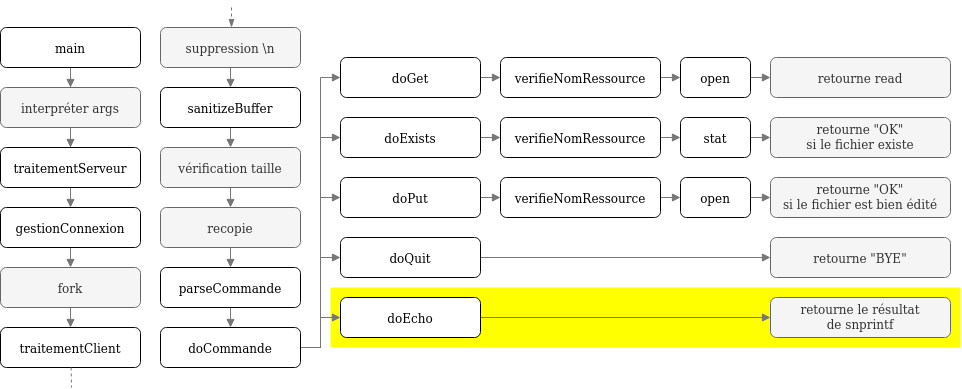 main
interpréter args
traitementServeur
gestionConnexion
fork
traitementClient
suppression \n
sanitizeBuffer
vérification taille
recopie
parseCommande
doCommande
doGet
verifieNomRessource
open
retourne read
doExists
verifieNomRessource
stat
retourne "OK"
si le fichier existe
doPut
verifieNomRessource
open
retourne "OK"
si le fichier est bien édité
doQuit
retourne "BYE"
doEcho
retourne le résultat
de snprintf